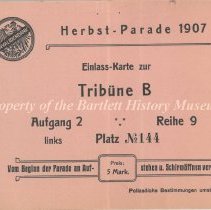 Herbst-Parade 1907
Einlass-Karte zur
Tribüne B
Property of the Bartlett History Museum
Aufgang 2 Reihe 9
links Platz №144
Vom Beginn der Parade an Auf- Preis: 5 Mark. stehen u. Schirmöffnen
Polizeiliche Bestimmungen